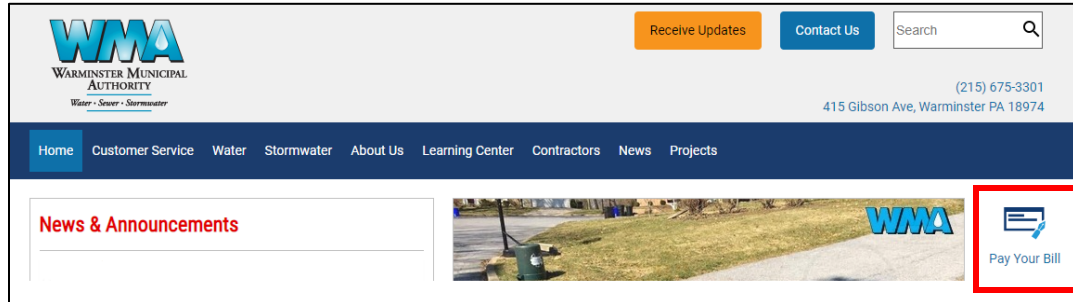 WMA
WARMINSTER MUNICIPAL
AUTHORITY
Water • Sewer • Stormwater
Receive Updates
Contact Us
Search
(215) 675-3301
415 Gibson Ave, Warminster PA 18974
Home Customer Service Water Stormwater About Us Learning Center Contractors News Projects
News & Announcements
WMA
Pay Your Bill